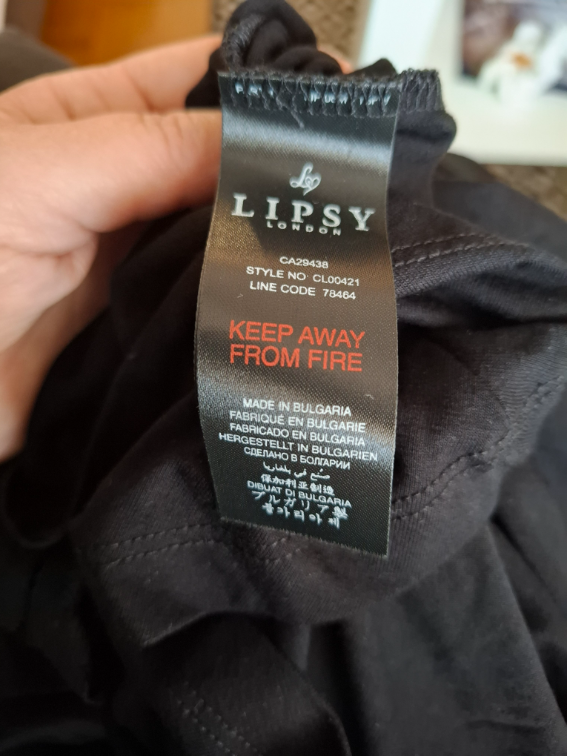 LIPSY
LONDON
CA29438
STYLE NO CL00421
LINE CODE 78464
KEEP AWAY
FROM FIRE
MADE IN BULGARIA
FABRIQUÉ EN BULGARIE
FABRICADO EN BULGARIA
HERGESTELLT IN BULGARIEN
СДЕЛАНО В БОЛГАРИИ
صنع في بلغاريا
保加利亚制造
DIBUAT DI BULGARIA
ブルガリア製
불가리아제